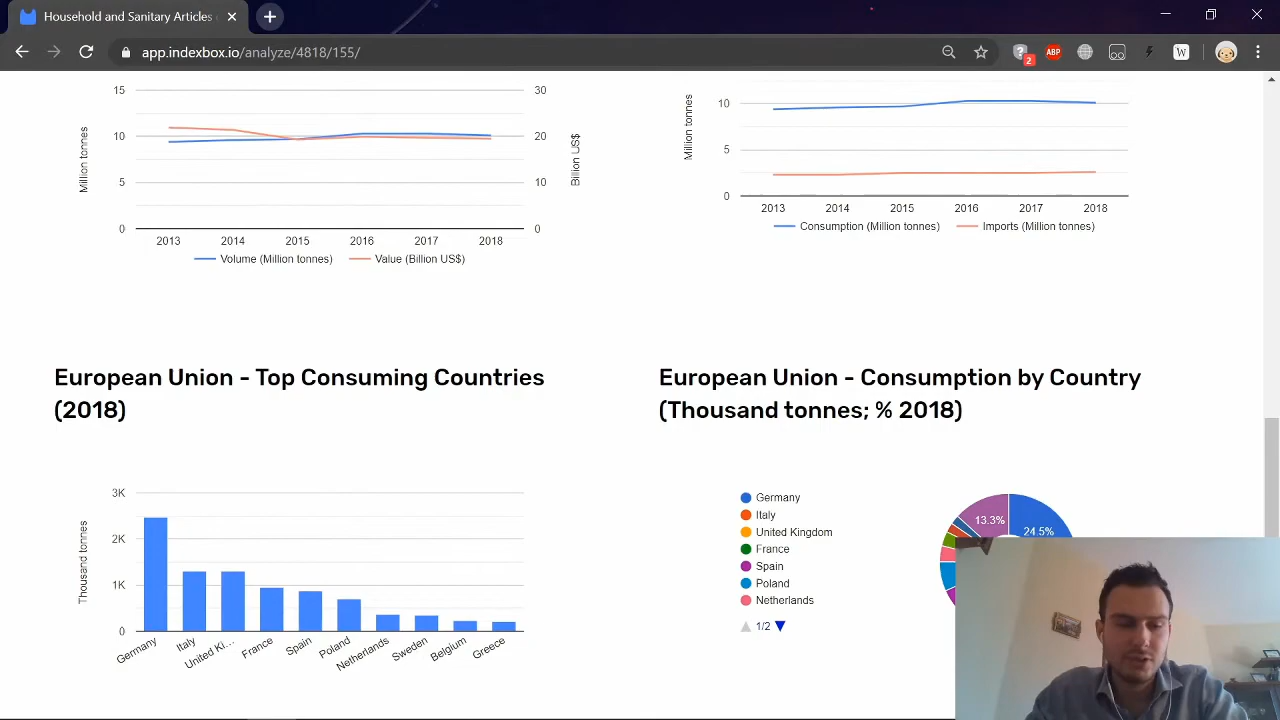 Household and Sanitary Articles
app.indexbox.io/analyze/4818/155/
2
ABP
W
15
10
5
0
Million tonnes
30
20
10
0
Billion US$
2013 2014 2015 2016 2017 2018
Volume (Million tonnes) Value (Billion US$)
10
5
0
Million tonnes
2013 2014 2015 2016 2017 2018
Consumption (Million tonnes) Imports (Million tonnes)
European Union - Top Consuming Countries
(2018)
3K
2K
1K
0
Thousand tonnes
Germany Italy United Ki... France Spain Poland Netherlands Sweden Belgium Greece
European Union - Consumption by Country
(Thousand tonnes; % 2018)
Germany
Italy
United Kingdom
France
Spain
Poland
Netherlands
1/2
13.3%
24.5%